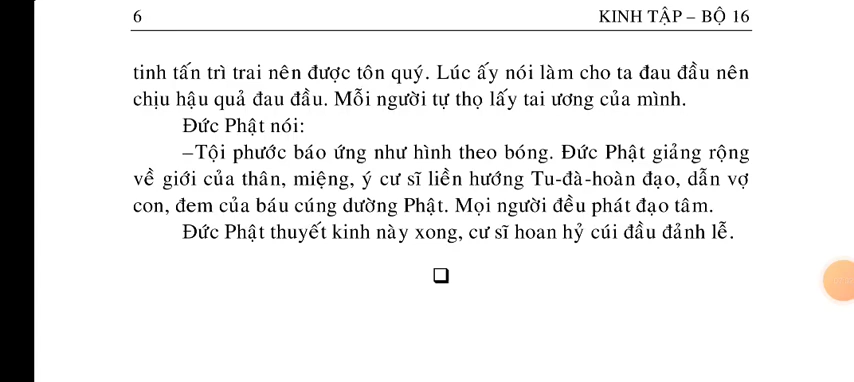 6 KINH TẬP – BỘ 16
tinh tấn trì trai nên được tôn quý. Lúc ấy nói làm cho ta đau đầu nên
chịu hậu quả đau đầu. Mỗi người tự thọ lấy tai ương của mình.
Đức Phật nói:
–Tội phước báo ứng như hình theo bóng. Đức Phật giảng rộng
về giới của thân, miệng, ý cư sĩ liền hướng Tu-đà-hoàn đạo, dẫn vợ
con, đem của báu cúng dường Phật. Mọi người đều phát đạo tâm.
Đức Phật thuyết kinh này xong, cư sĩ hoan hỷ cúi đầu đảnh lễ.